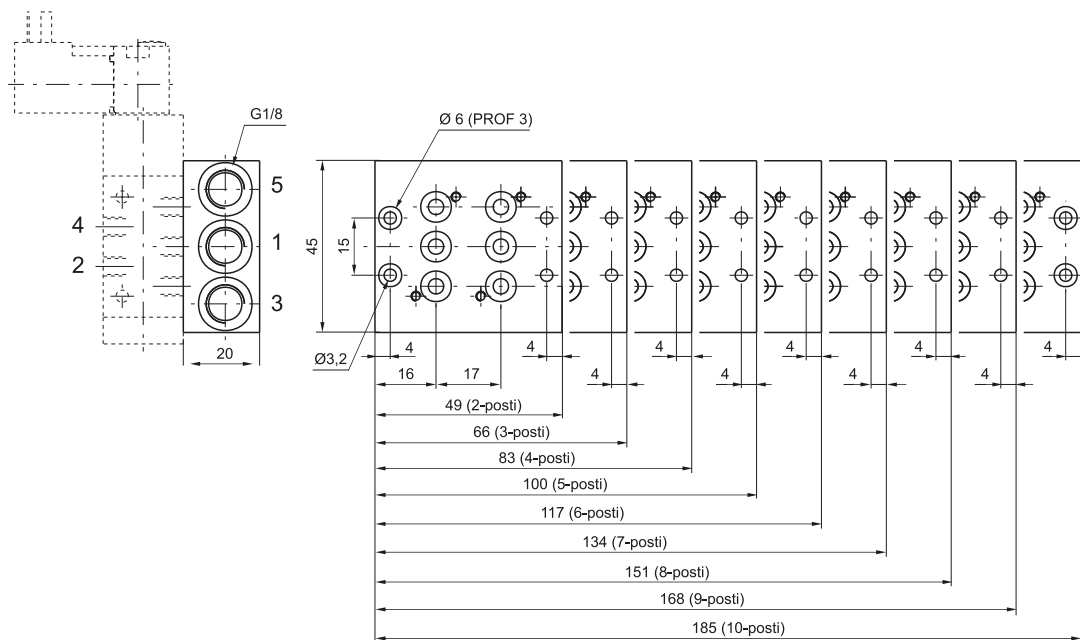 G1/8
Ø 6 (PROF 3)
5
4
1
2
3
45
15
20
Ø3,2
4
4
4
4
4
4
16
17
4
4
4
4
49 (2-posti)
66 (3-posti)
83 (4-posti)
100 (5-posti)
117 (6-posti)
134 (7-posti)
151 (8-posti)
168 (9-posti)
185 (10-posti)